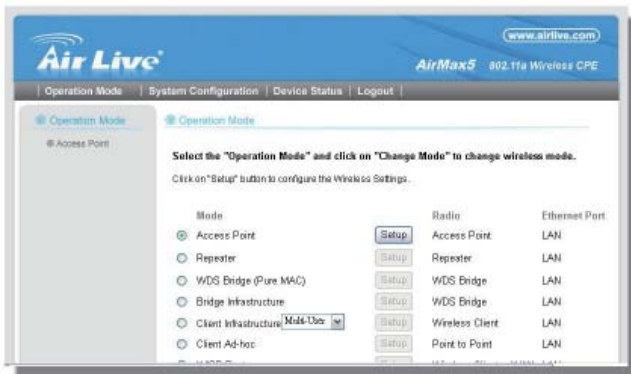 www.airlive.com
Air Live
AirMax5 802.11a Wireless CPE
Operation Mode | System Configuration | Device Status | Logout |
Operation Mode
Access Point
Operation Mode
Select the "Operation Mode" and click on "Change Mode" to change wireless mode.
Click on "Setup" button to configure the Wireless Settings.
Mode Radio Ethernet Port
Access Point Setup Access Point LAN
Repeater Setup Repeater LAN
WDS Bridge (Pure MAC) Setup WDS Bridge LAN
Bridge Infrastructure Setup WDS Bridge LAN
Client Infrastructure Multi-User Setup Wireless Client LAN
Client Ad-hoc Setup Point to Point LAN